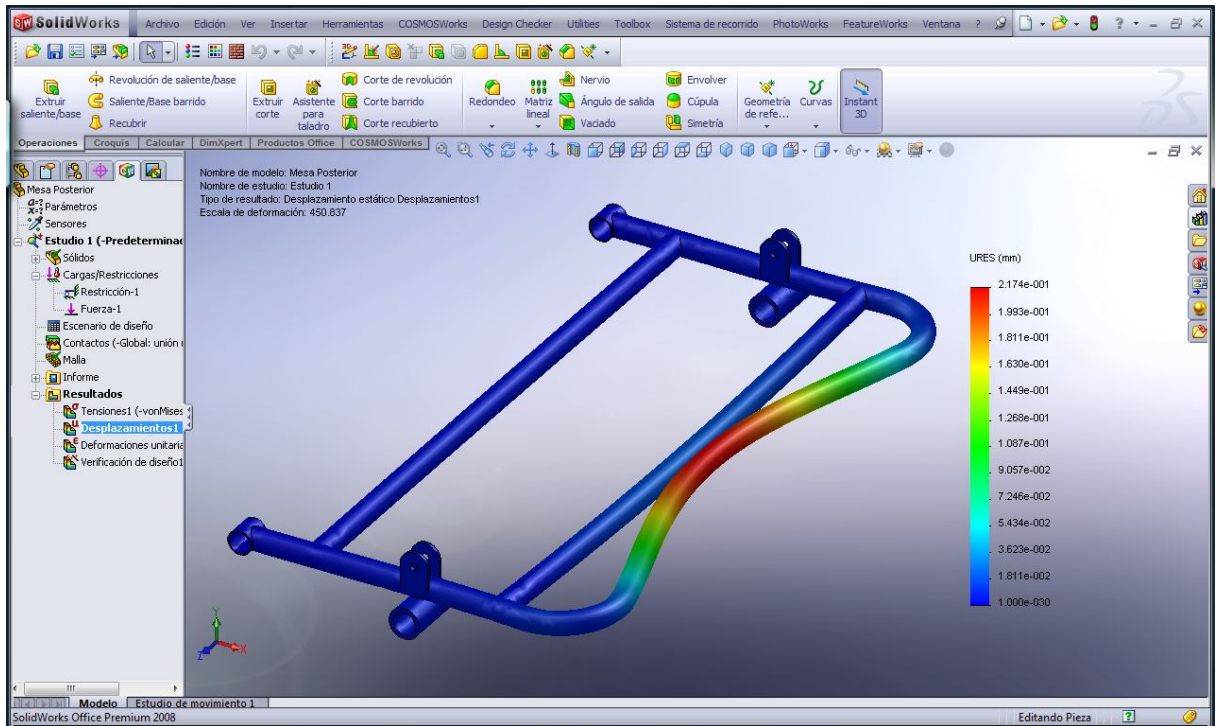 SolidWorks Archivo Edición Ver Insertar Herramientas COSMOSWorks Design Checker Utilities Toolbox Sistema de recorrido PhotoWorks FeatureWorks Ventana ?
Extruir saliente/base
Revolución de saliente/base
Saliente/Base barrido
Recubrir
Extruir corte
Asistente para taladro
Corte de revolución
Corte barrido
Corte recubierto
Redondeo
Matriz lineal
Nervio
Ángulo de salida
Vaciado
Envolver
Cúpula
Simetría
Geometría de refe...
Curvas
Instant 3D
Operaciones Croquis Calcular DimXpert Productos Office COSMOSWorks
Mesa Posterior
Parámetros
Sensores
Estudio 1 (-Predeterminac
Sólidos
Cargas/Restricciones
Restricción-1
Fuerza-1
Escenario de diseño
Contactos (-Global: unión
Malla
Informe
Resultados
Tensiones1 (-vonMises
Desplazamientos1
Deformaciones unitaria
Verificación de diseño1
Nombre de modelo: Mesa Posterior
Nombre de estudio: Estudio 1
Tipo de resultado: Desplazamiento estático Desplazamientos1
Escala de deformación: 450.837
URES (mm)
2.174e-001
1.993e-001
1.811e-001
1.630e-001
1.449e-001
1.268e-001
1.087e-001
9.057e-002
7.246e-002
5.434e-002
3.623e-002
1.811e-002
1.000e-030
Y
X
Z
Modelo Estudio de movimiento 1
SolidWorks Office Premium 2008
Editando Pieza